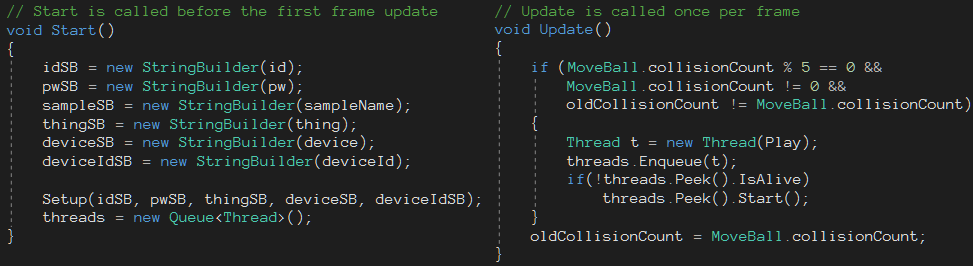 // Start is called before the first frame update
void Start()
{
idSB = new StringBuilder(id);
pwSB = new StringBuilder(pw);
sampleSB = new StringBuilder(sampleName);
thingSB = new StringBuilder(thing);
deviceSB = new StringBuilder(device);
deviceIdSB = new StringBuilder(deviceId);
Setup(idSB, pwSB, thingSB, deviceSB, deviceIdSB);
threads = new Queue<Thread>();
}
// Update is called once per frame
void Update()
{
if (MoveBall.collisionCount % 5 == 0 &&
MoveBall.collisionCount != 0 &&
oldCollisionCount != MoveBall.collisionCount)
{
Thread t = new Thread(Play);
threads.Enqueue(t);
if(!threads.Peek().IsAlive)
threads.Peek().Start();
}
oldCollisionCount = MoveBall.collisionCount;
}